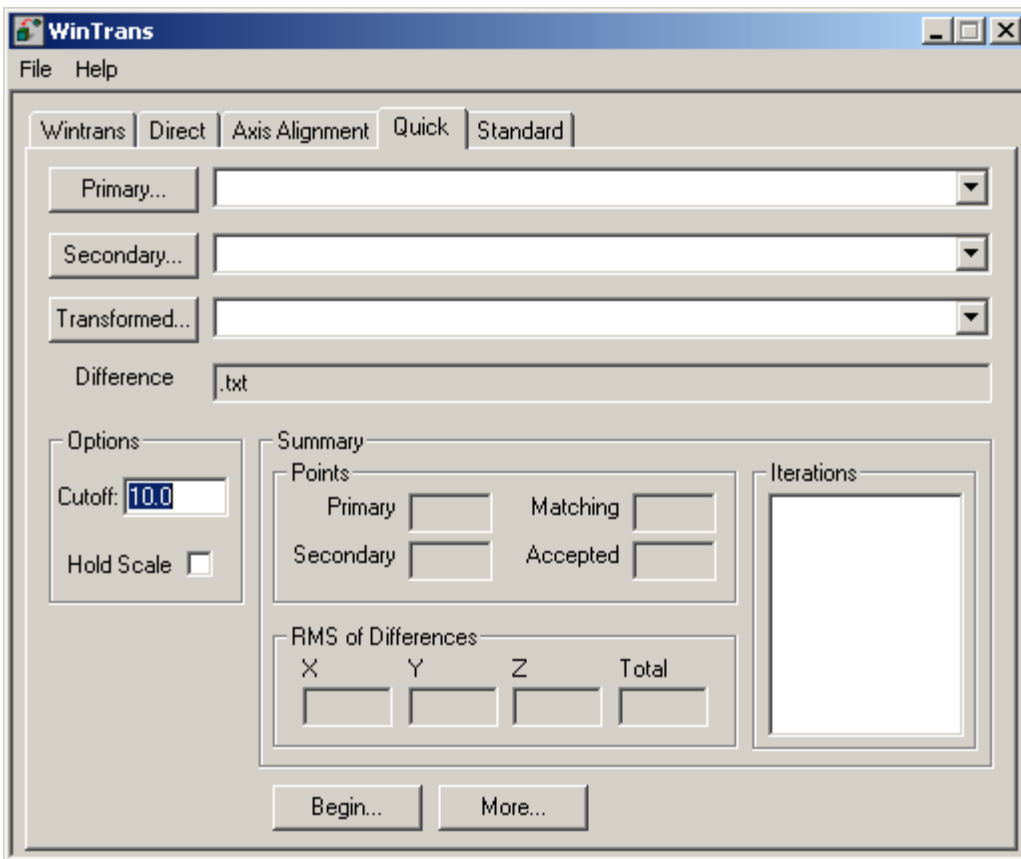 WinTrans
File Help
Wintrans Direct Axis Alignment Quick Standard
Primary...
Secondary...
Transformed...
Difference .txt
Options
Cutoff: 10.0
Hold Scale
Summary
Points
Primary Matching
Secondary Accepted
RMS of Differences
X Y Z Total
Iterations
Begin... More...